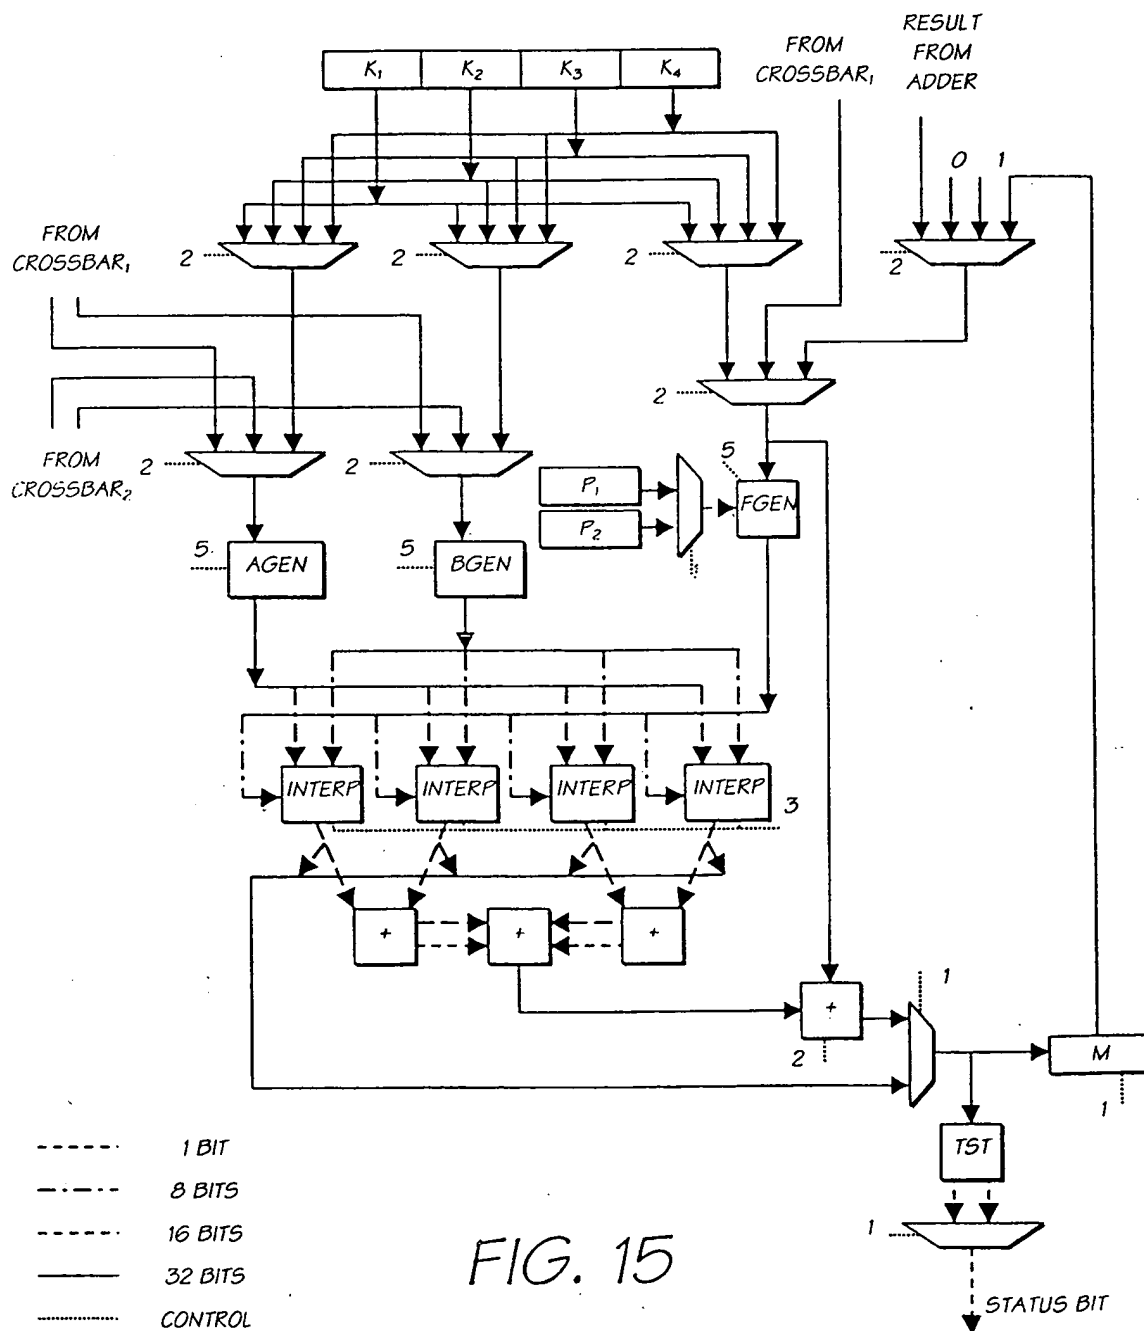 RESULT
FROM
ADDER
FROM
CROSSBAR₁
K₁ K₂ K₃ K₄
0 1
FROM
CROSSBAR₁
2 2 2 2
2
FROM
CROSSBAR₂
2 2
5
P₁
P₂
FGEN
5 AGEN
5 BGEN
INTERP INTERP INTERP INTERP
3
+ + +
+
2
1
M
1
TST
1
STATUS BIT
1 BIT
8 BITS
16 BITS
32 BITS
CONTROL
FIG. 15